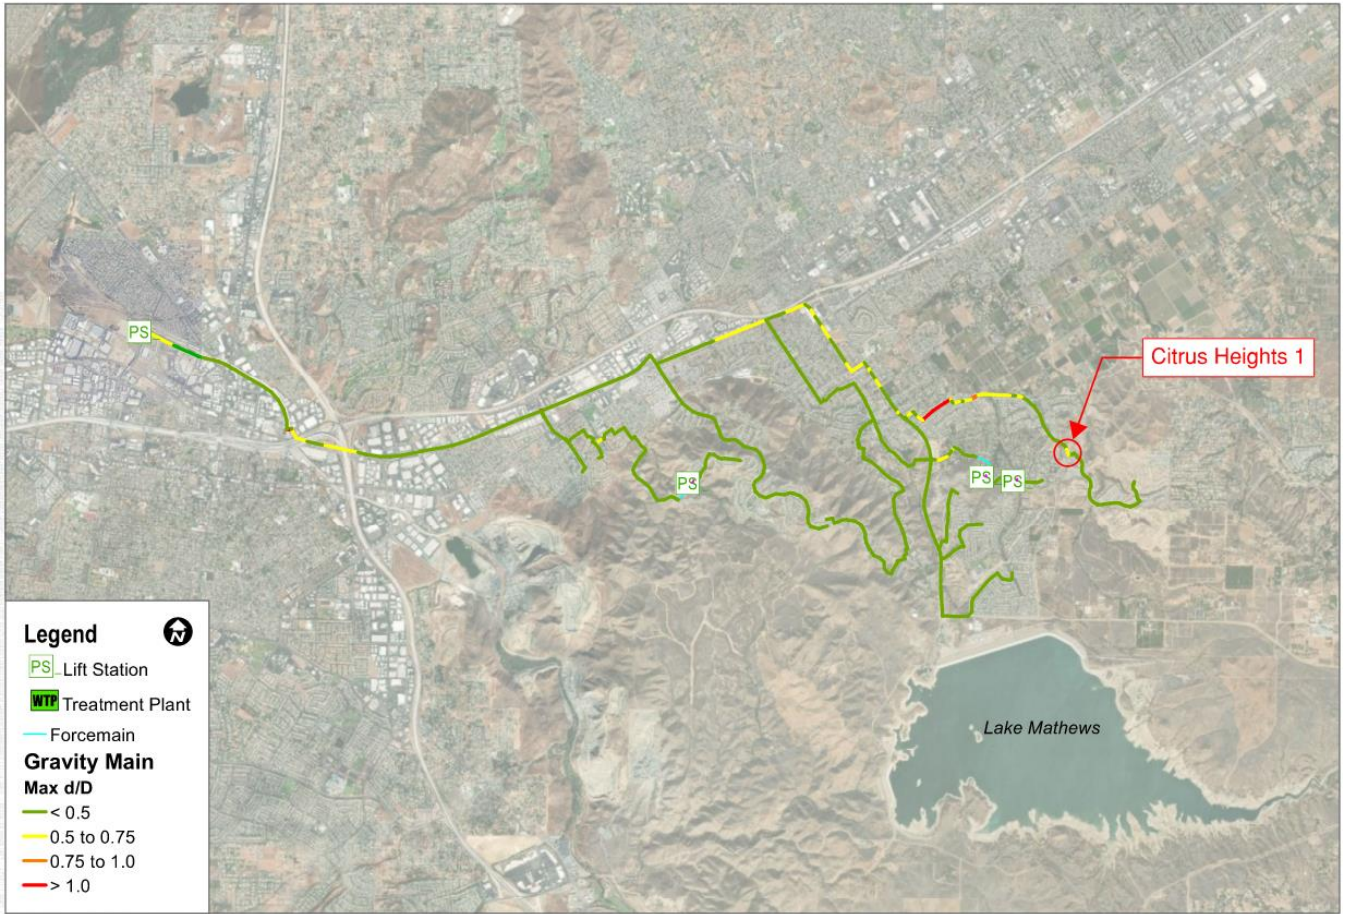 PS
Citrus Heights 1
PS
PS
PS
Lake Mathews
Legend
N
PS Lift Station
WTP Treatment Plant
Forcemain
Gravity Main
Max d/D
< 0.5
0.5 to 0.75
0.75 to 1.0
> 1.0